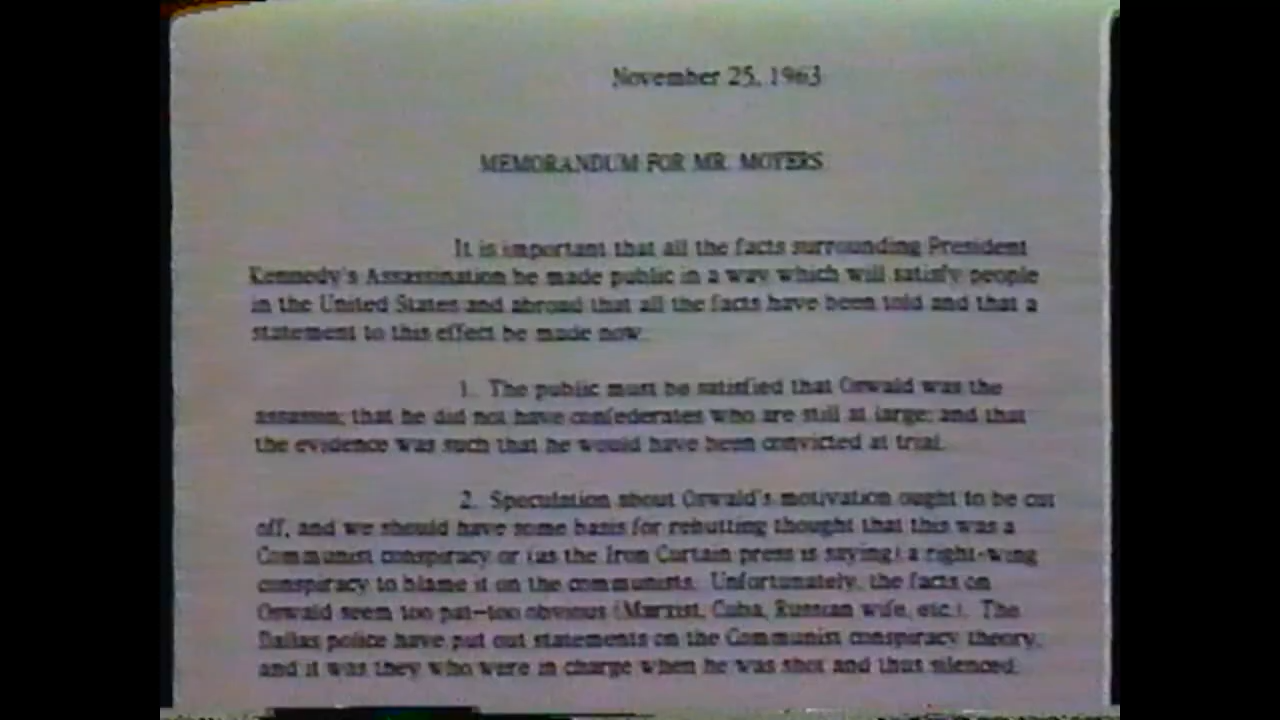 November 25, 1963
MEMORANDUM FOR MR. MOYERS
It is important that all the facts surrounding President
Kennedy's Assassination be made public in a way which will satisfy people
in the United States and abroad that all the facts have been told and that a
statement to this effect be made now.
1. The public must be satisfied that Oswald was the
assassin; that he did not have confederates who are still at large; and that
the evidence was such that he would have been convicted at trial.
2. Speculation about Oswald's motivation ought to be cut
off, and we should have some basis for rebutting thought that this was a
Communist conspiracy or (as the Iron Curtain press is saying) a right-wing
conspiracy to blame it on the communists. Unfortunately, the facts on
Oswald seem too pat—too obvious (Marxist, Cuba, Russian wife, etc.). The
Dallas police have put out statements on the Communist conspiracy theory,
and it was they who were in charge when he was shot and thus silenced.